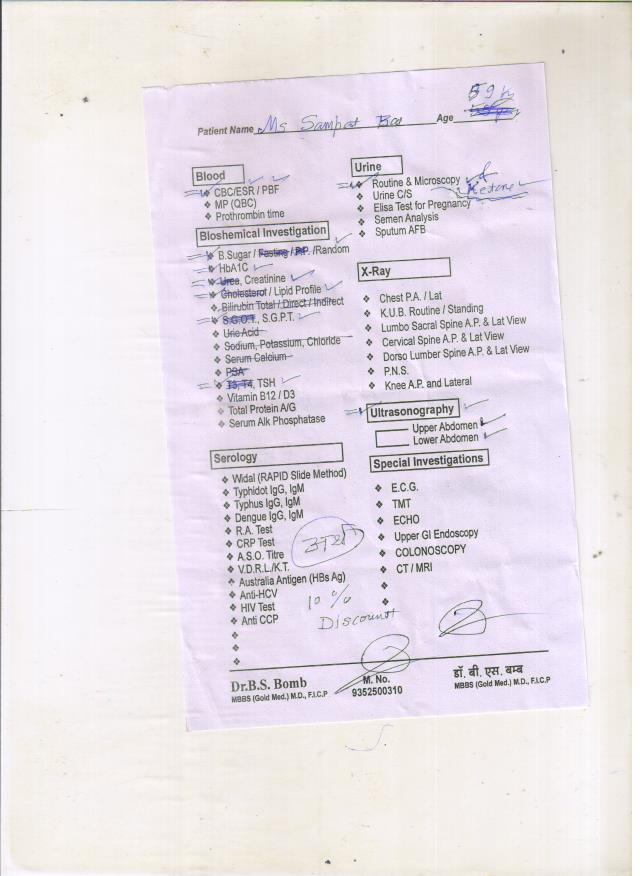 59y
Patient Name Ms Sampat Age
Blood
❖ CBC/ESR / PBF
❖ MP (QBC)
❖ Prothrombin time
Bioshemical Investigation
❖ B.Sugar / Fasting / P.P. /Random
❖ HbA1C
❖ Urea, Creatinine
❖ Cholesterol / Lipid Profile
❖ Bilirubin Total / Direct / Indirect
❖ S.G.O.T., S.G.P.T.
❖ Uric Acid
❖ Sodium, Potassium, Chloride
❖ Serum Calcium
❖ PSA
❖ T3, T4, TSH
❖ Vitamin B12 / D3
❖ Total Protein A/G
❖ Serum Alk Phosphatase
Serology
❖ Widal (RAPID Slide Method)
❖ Typhidot IgG, IgM
❖ Typhus IgG, IgM
❖ Dengue IgG, IgM
❖ R.A. Test
❖ CRP Test
❖ A.S.O. Titre
❖ V.D.R.L./K.T.
❖ Australia Antigen (HBs Ag)
❖ Anti-HCV
❖ HIV Test
❖ Anti CCP
10 %
Discount
Urine
❖ Routine & Microscopy
Ketone
❖ Urine C/S
❖ Elisa Test for Pregnancy
❖ Semen Analysis
❖ Sputum AFB
X-Ray
❖ Chest P.A. / Lat
❖ K.U.B. Routine / Standing
❖ Lumbo Sacral Spine A.P. & Lat View
❖ Cervical Spine A.P. & Lat View
❖ Dorso Lumber Spine A.P. & Lat View
❖ P.N.S.
❖ Knee A.P. and Lateral
Ultrasonography
Upper Abdomen
Lower Abdomen
Special Investigations
❖ E.C.G.
❖ TMT
❖ ECHO
❖ Upper GI Endoscopy
❖ COLONOSCOPY
❖ CT / MRI
Dr.B.S. Bomb
MBBS (Gold Med.) M.D., F.I.C.P
M. No.
9352500310
डॉ. बी. एस. बम्ब
MBBS (Gold Med.) M.D., F.I.C.P